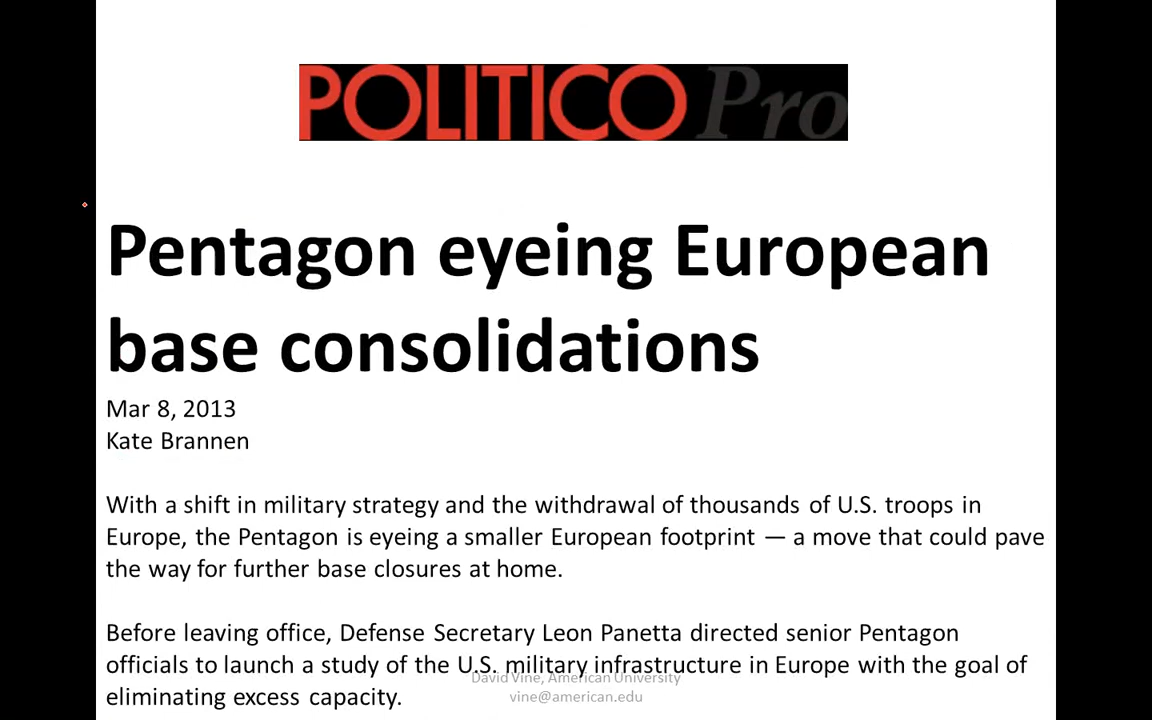 POLITICO Pro
Pentagon eyeing European
base consolidations
Mar 8, 2013
Kate Brannen
With a shift in military strategy and the withdrawal of thousands of U.S. troops in
Europe, the Pentagon is eyeing a smaller European footprint — a move that could pave
the way for further base closures at home.
Before leaving office, Defense Secretary Leon Panetta directed senior Pentagon
officials to launch a study of the U.S. military infrastructure in Europe with the goal of
David Vine, American University
eliminating excess capacity.
vine@american.edu